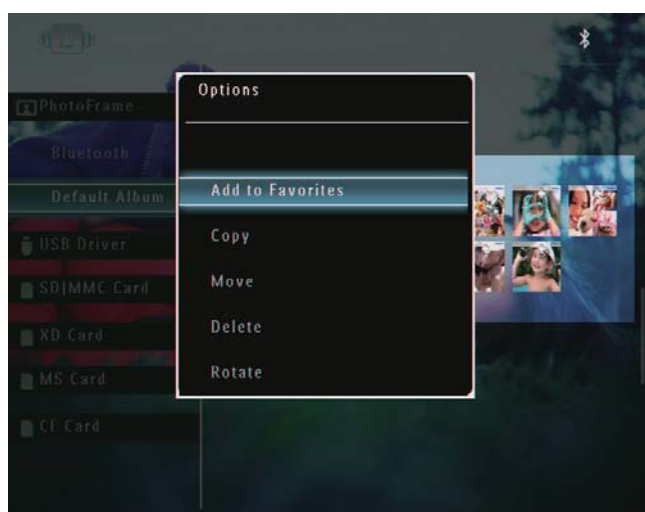 PhotoFrame
Bluetooth
Default Album
USB Driver
SD|MMC Card
XD Card
MS Card
CF Card
Options
Add to Favorites
Copy
Move
Delete
Rotate